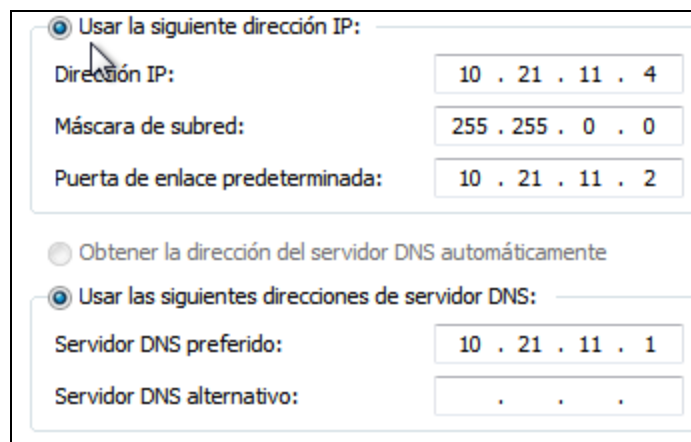 Usar la siguiente dirección IP:
Dirección IP: 10 . 21 . 11 . 4
Máscara de subred: 255 . 255 . 0 . 0
Puerta de enlace predeterminada: 10 . 21 . 11 . 2
Obtener la dirección del servidor DNS automáticamente
Usar las siguientes direcciones de servidor DNS:
Servidor DNS preferido: 10 . 21 . 11 . 1
Servidor DNS alternativo: . . .